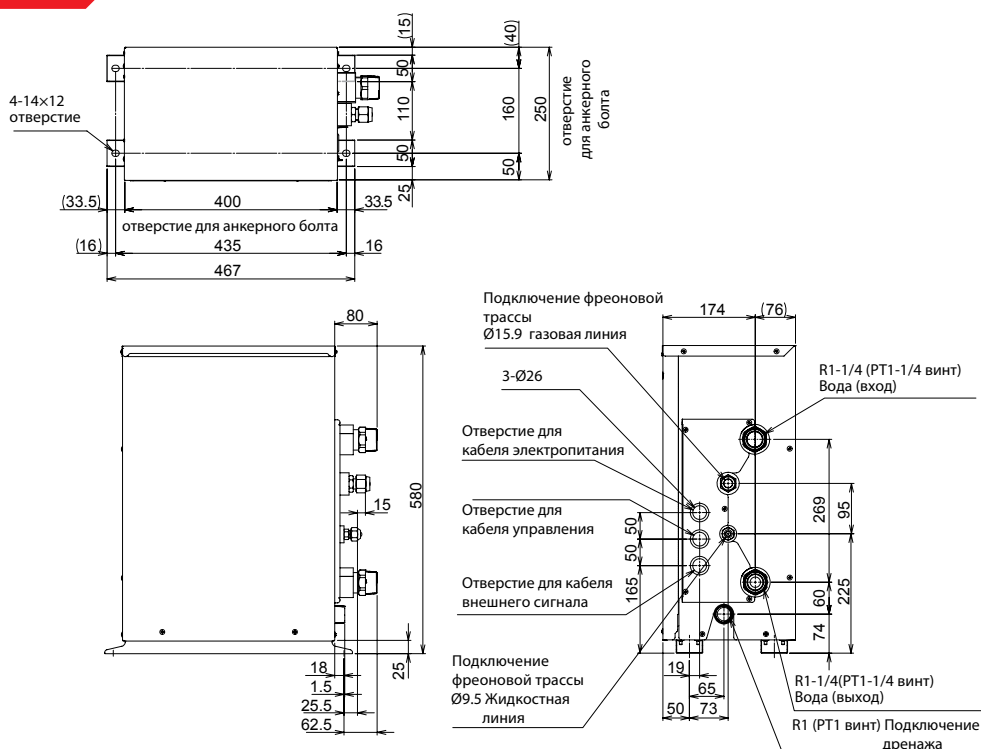 (15)
(40)
50
110
50
25
160
50
250
отверстие
для анкерного
болта
4-14×12
отверстие
(33.5)
400
33.5
отверстие для анкерного болта
(16)
435
16
467
80
15
580
25
18
1.5
25.5
62.5
Подключение фреоновой
трассы
Ø15.9 газовая линия
3-Ø26
Отверстие для
кабеля электропитания
Отверстие для
кабеля управления
Отверстие для кабеля
внешнего сигнала
Подключение
фреоновой трассы
Ø9.5 Жидкостная
линия
174
(76)
R1-1/4 (PT1-1/4 винт)
Вода (вход)
50
50
165
269
95
60
225
74
19
65
50
73
R1-1/4(PT1-1/4 винт)
Вода (выход)
R1 (PT1 винт) Подключение
дренажа